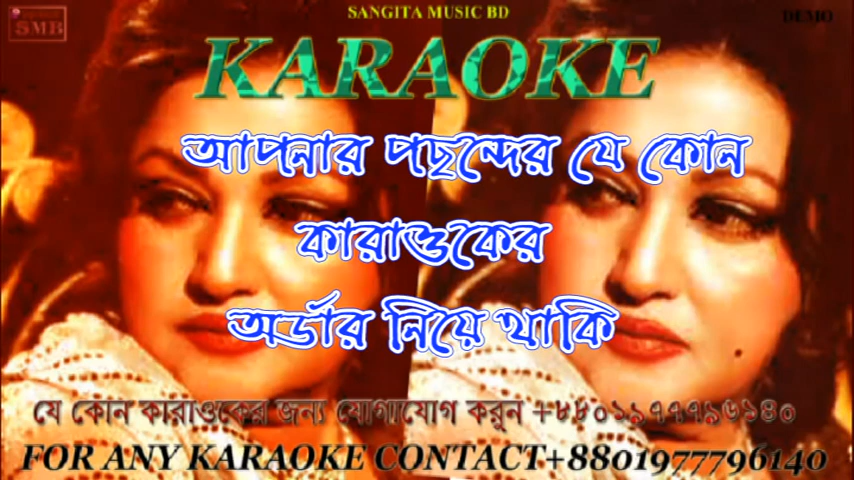 SANGITA MUSIC BD
DEMO
SMB
KARAOKE
আপনার পছন্দের যে কোন
কারাওকের
অর্ডার নিয়ে থাকি
যে কোন কারাওকের জন্য যোগাযোগ করুন +৮৮০১৯৭৭৭৯৬১৪০
FOR ANY KARAOKE CONTACT+8801977796140